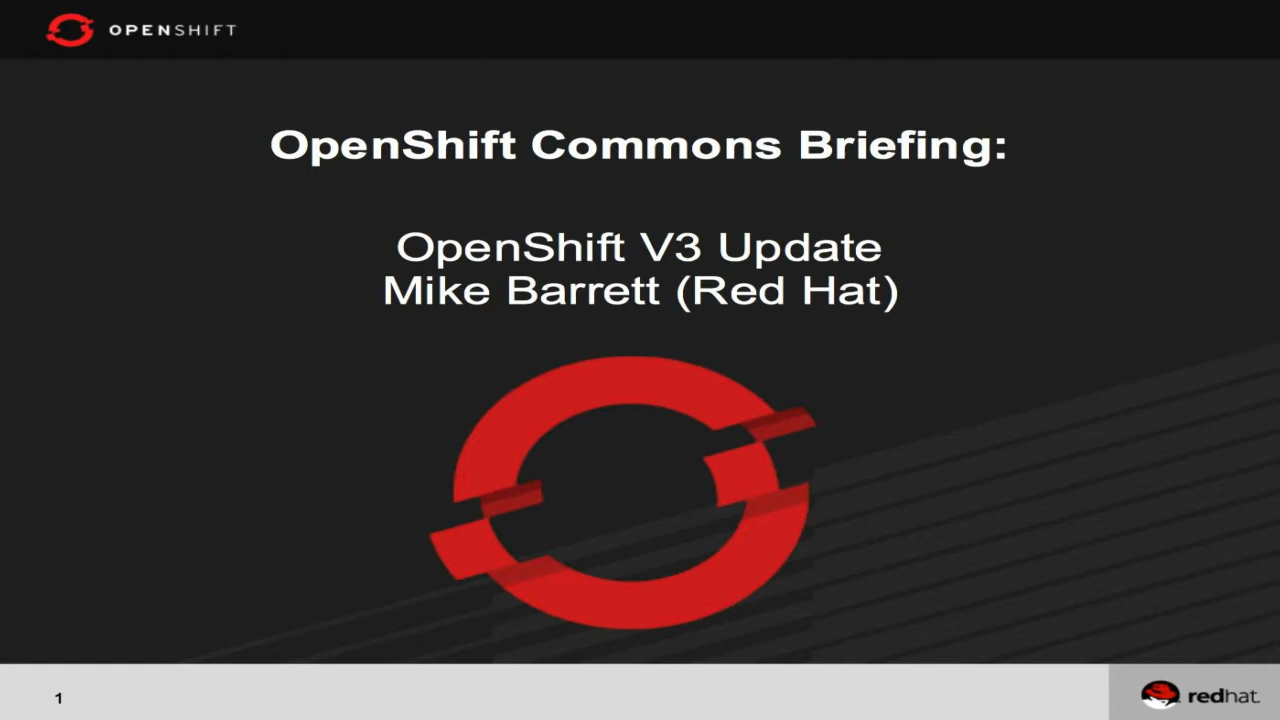 OPENSHIFT
OpenShift Commons Briefing:
OpenShift V3 Update
Mike Barrett (Red Hat)
1
redhat.